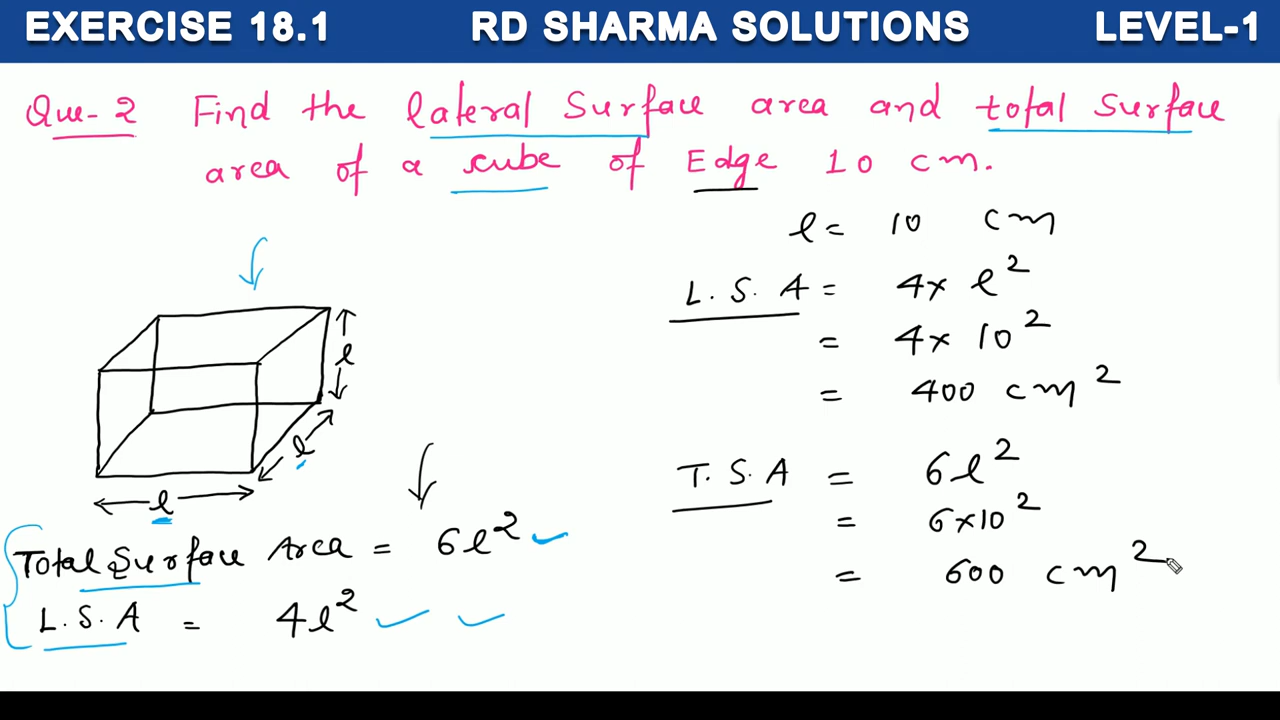 EXERCISE 18.1 RD SHARMA SOLUTIONS LEVEL-1
Que-2 Find the lateral Surface area and total Surface
area of a cube of Edge 10 cm.
l = 10 cm
L.S.A = 4× l²
= 4× 10²
= 400 cm²
T.S.A = 6l²
= 6×10²
= 600 cm²
l
l
l
Total Surface Area = 6l²
L.S.A = 4l²